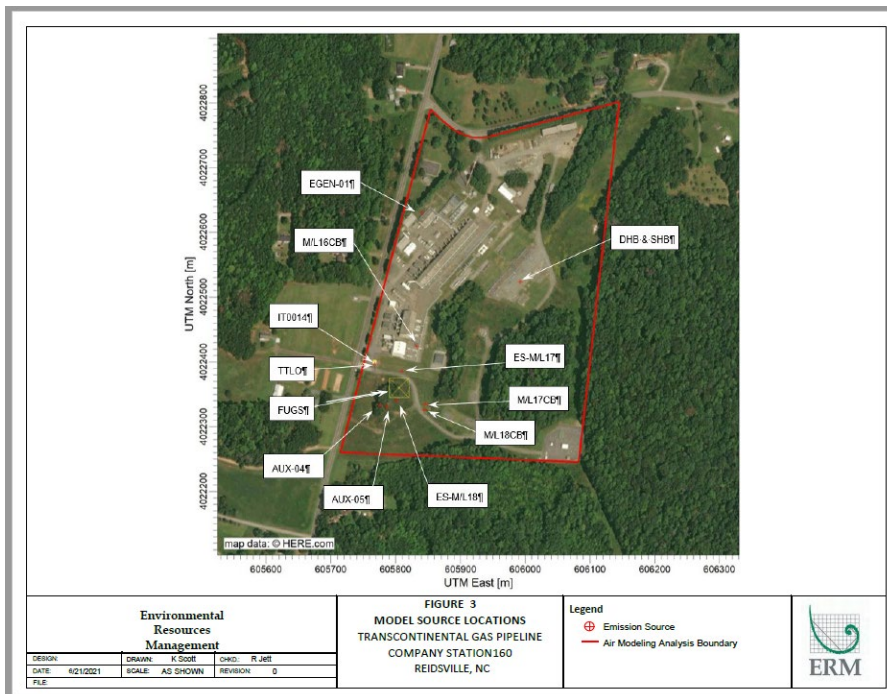 4022800
4022700
4022600
4022500
4022400
4022300
4022200
UTM North [m]
EGEN-01¶
M/L16CB¶
DHB·&·SHB¶
IT0014¶
TTLO¶
ES-M/L17¶
FUGS¶
M/L17CB¶
M/L18CB¶
AUX-04¶
AUX-05¶
ES-M/L18¶
map data: © HERE.com
605600 605700 605800 605900 606000 606100 606200 606300
UTM East [m]
Environmental
Resources
Management
DESIGN:
DRAWN: K Scott
CHKD.: R Jett
DATE: 6/21/2021
SCALE: AS SHOWN
REVISION: 0
FILE:
FIGURE 3
MODEL SOURCE LOCATIONS
TRANSCONTINENTAL GAS PIPELINE
COMPANY STATION160
REIDSVILLE, NC
Legend
Emission Source
Air Modeling Analysis Boundary
ERM